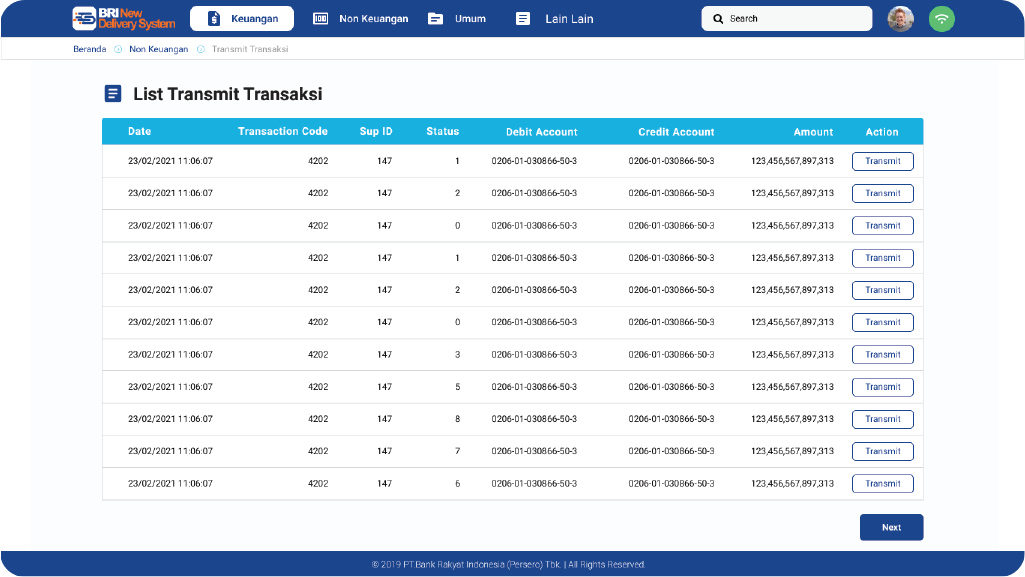 BRI New
Delivery System
Keuangan
Non Keuangan
Umum
Lain Lain
Search
Beranda Non Keuangan Transmit Transaksi
List Transmit Transaksi
Date Transaction Code Sup ID Status Debit Account Credit Account Amount Action
23/02/2021 11:06:07 4202 147 1 0206-01-030866-50-3 0206-01-030866-50-3 123,456,567,897,313 Transmit
23/02/2021 11:06:07 4202 147 2 0206-01-030866-50-3 0206-01-030866-50-3 123,456,567,897,313 Transmit
23/02/2021 11:06:07 4202 147 0 0206-01-030866-50-3 0206-01-030866-50-3 123,456,567,897,313 Transmit
23/02/2021 11:06:07 4202 147 1 0206-01-030866-50-3 0206-01-030866-50-3 123,456,567,897,313 Transmit
23/02/2021 11:06:07 4202 147 2 0206-01-030866-50-3 0206-01-030866-50-3 123,456,567,897,313 Transmit
23/02/2021 11:06:07 4202 147 0 0206-01-030866-50-3 0206-01-030866-50-3 123,456,567,897,313 Transmit
23/02/2021 11:06:07 4202 147 3 0206-01-030866-50-3 0206-01-030866-50-3 123,456,567,897,313 Transmit
23/02/2021 11:06:07 4202 147 5 0206-01-030866-50-3 0206-01-030866-50-3 123,456,567,897,313 Transmit
23/02/2021 11:06:07 4202 147 8 0206-01-030866-50-3 0206-01-030866-50-3 123,456,567,897,313 Transmit
23/02/2021 11:06:07 4202 147 7 0206-01-030866-50-3 0206-01-030866-50-3 123,456,567,897,313 Transmit
23/02/2021 11:06:07 4202 147 6 0206-01-030866-50-3 0206-01-030866-50-3 123,456,567,897,313 Transmit
Next
© 2019 PT.Bank Rakyat Indonesia (Persero) Tbk. | All Rights Reserved.